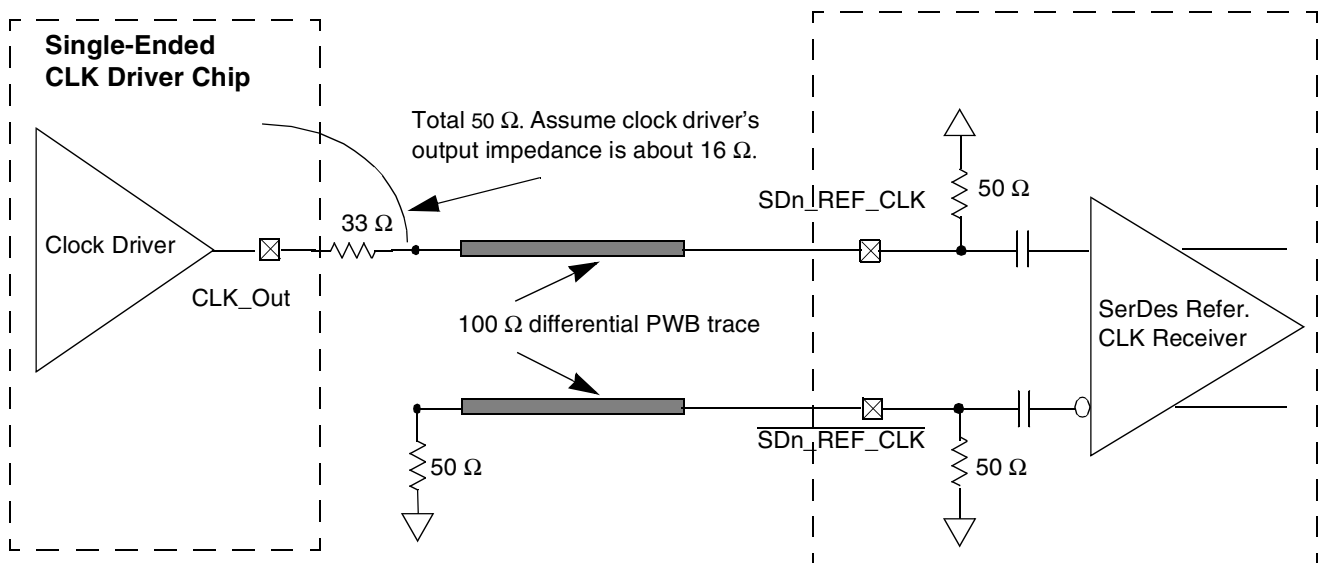 Single-Ended
CLK Driver Chip
Total 50 Ω. Assume clock driver's
output impedance is about 16 Ω.
SDn_REF_CLK
50 Ω
33 Ω
Clock Driver
CLK_Out
100 Ω differential PWB trace
SerDes Refer.
CLK Receiver
SDn_REF_CLK
50 Ω
50 Ω